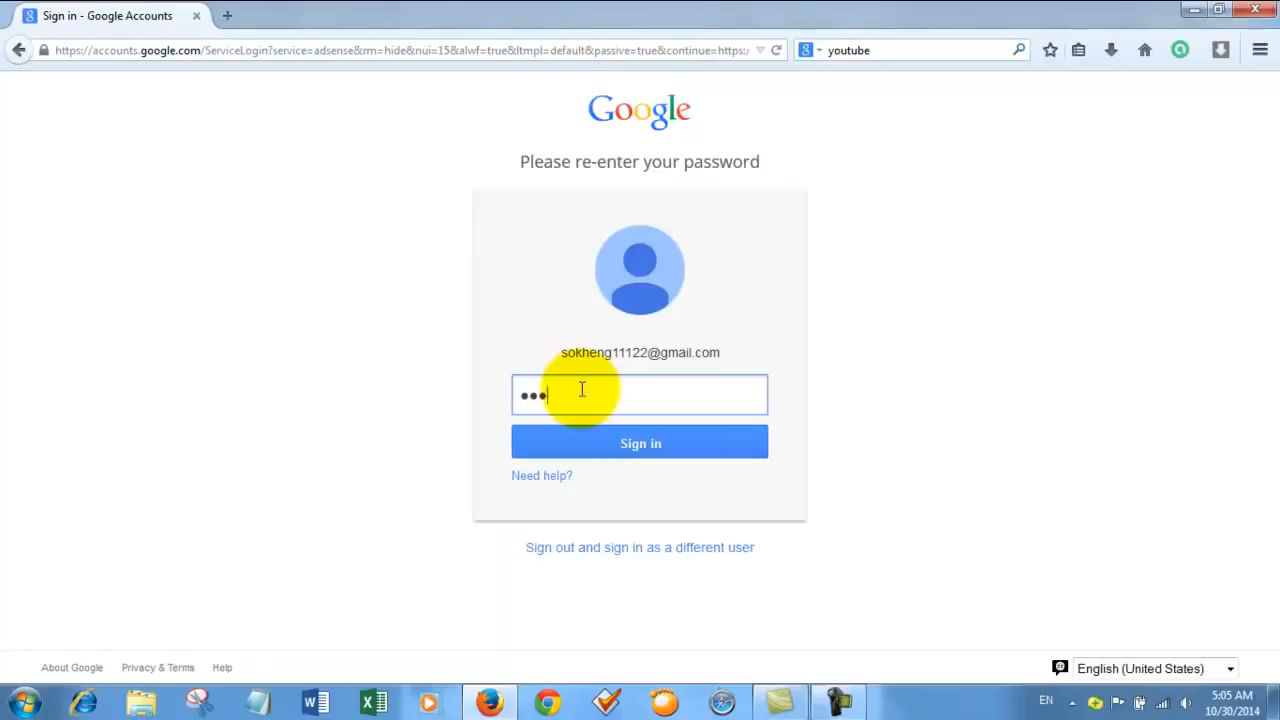 Sign in - Google Accounts
https://accounts.google.com/ServiceLogin?service=adsense&rm=hide&nui=15&alwf=true&ltmpl=default&passive=true&continue=https:/
youtube
Google
Please re-enter your password
sokheng11122@gmail.com
Sign in
Need help?
Sign out and sign in as a different user
About Google
Privacy & Terms
Help
English (United States)
EN
5:05 AM
10/30/2014